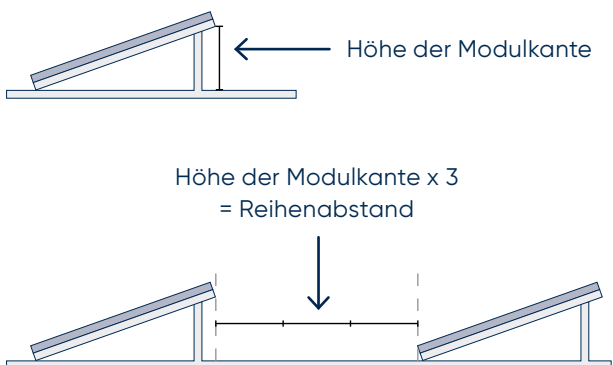 Höhe der Modulkante
Höhe der Modulkante x 3
= Reihenabstand